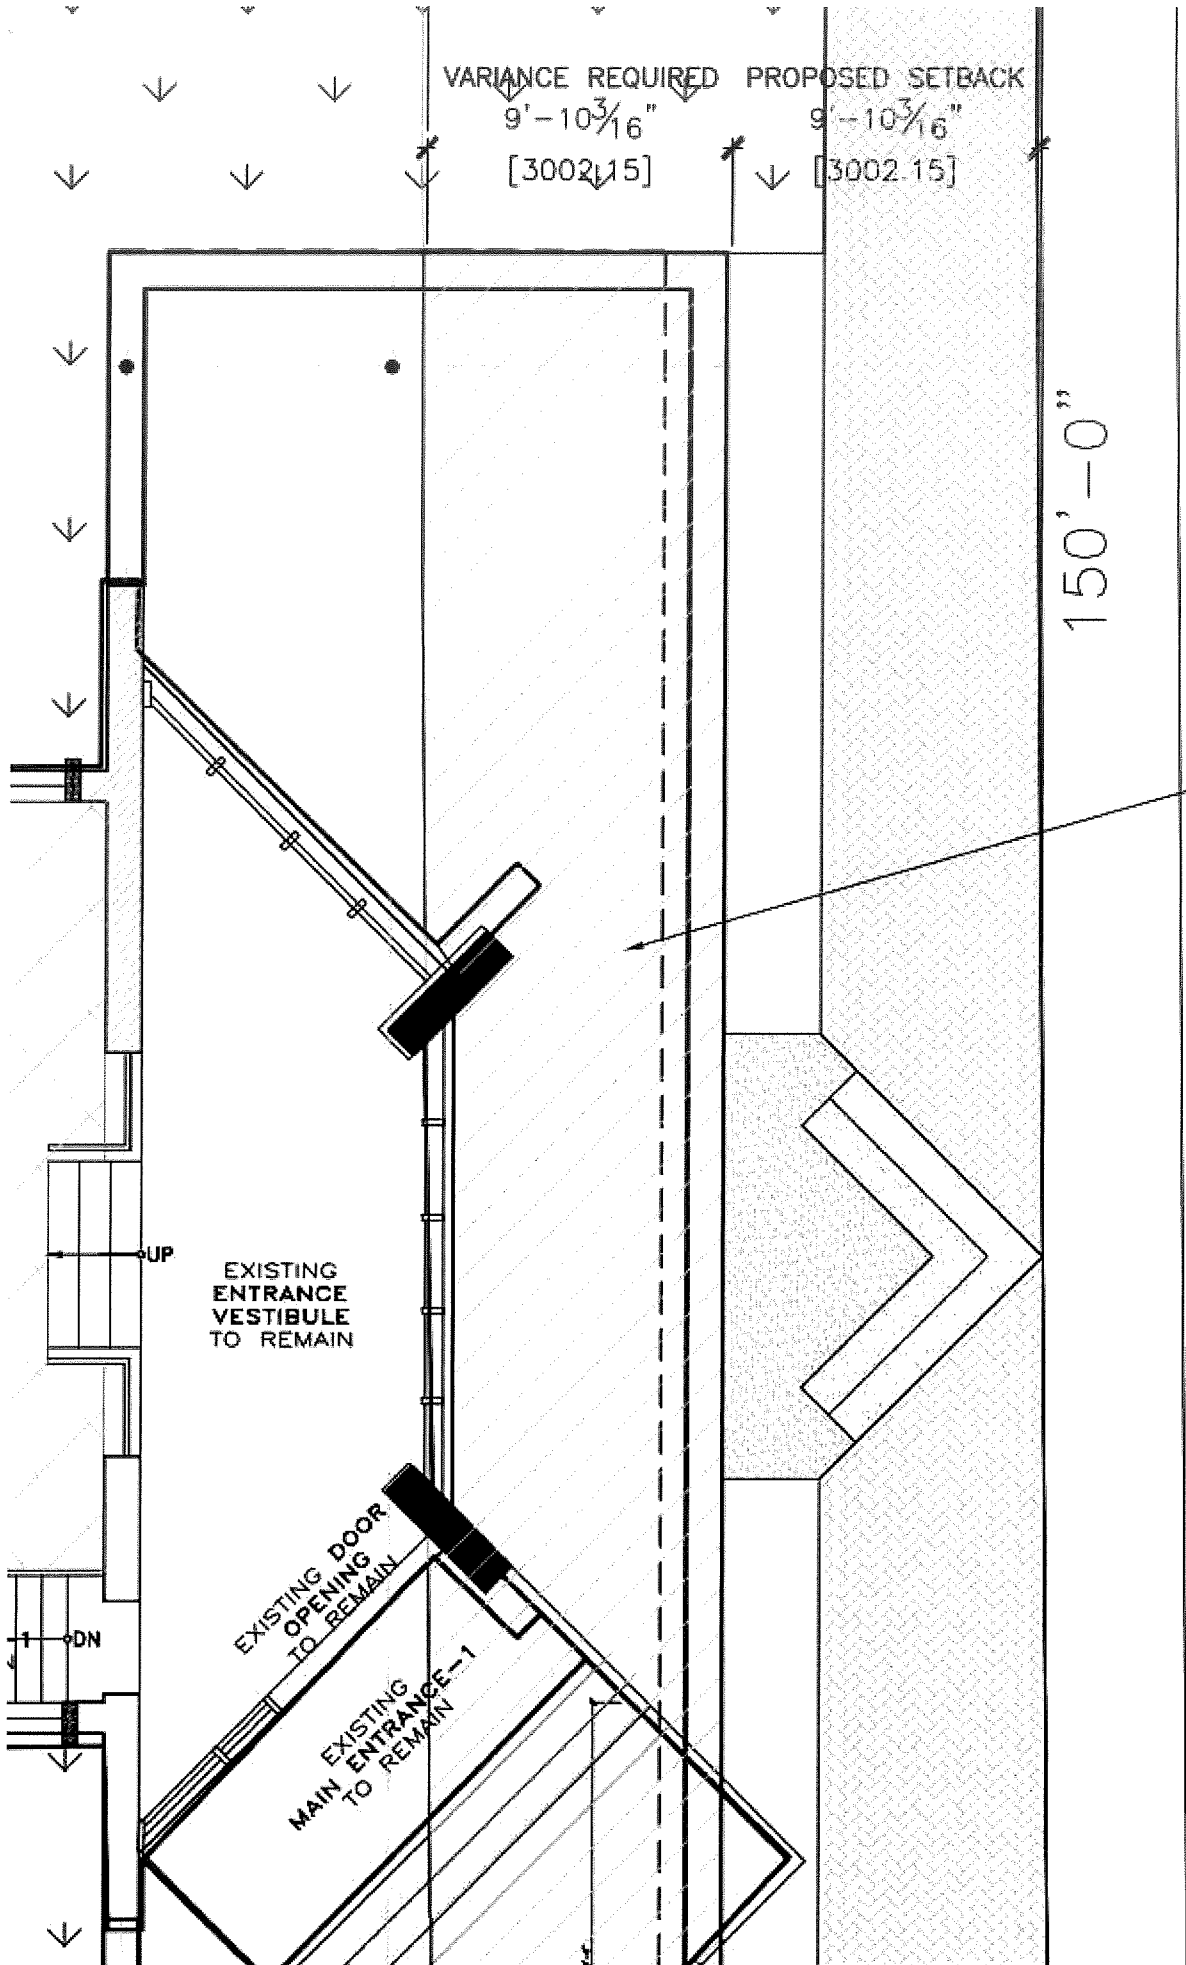 VARIANCE REQUIRED PROPOSED SETBACK
9'-10 3/16" 9'-10 3/16"
[3002.15] [3002.15]
150'-0"
UP
EXISTING
ENTRANCE
VESTIBULE
TO REMAIN
EXISTING DOOR
OPENING
TO REMAIN
1 DN
EXISTING
MAIN ENTRANCE-1
TO REMAIN